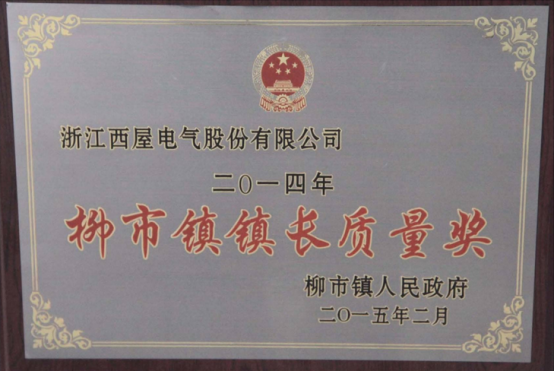 浙江西屋电气股份有限公司
二〇一四年
柳市镇镇长质量奖
柳市镇人民政府
二〇一五年二月